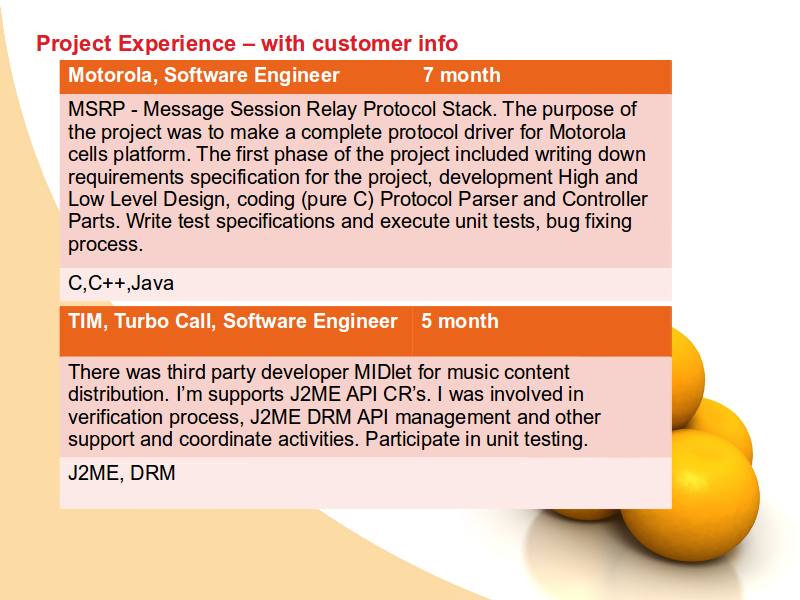 Project Experience – with customer info
Motorola, Software Engineer 7 month
MSRP - Message Session Relay Protocol Stack. The purpose of
the project was to make a complete protocol driver for Motorola
cells platform. The first phase of the project included writing down
requirements specification for the project, development High and
Low Level Design, coding (pure C) Protocol Parser and Controller
Parts. Write test specifications and execute unit tests, bug fixing
process.
C,C++,Java
TIM, Turbo Call, Software Engineer 5 month
There was third party developer MIDlet for music content
distribution. I’m supports J2ME API CR’s. I was involved in
verification process, J2ME DRM API management and other
support and coordinate activities. Participate in unit testing.
J2ME, DRM